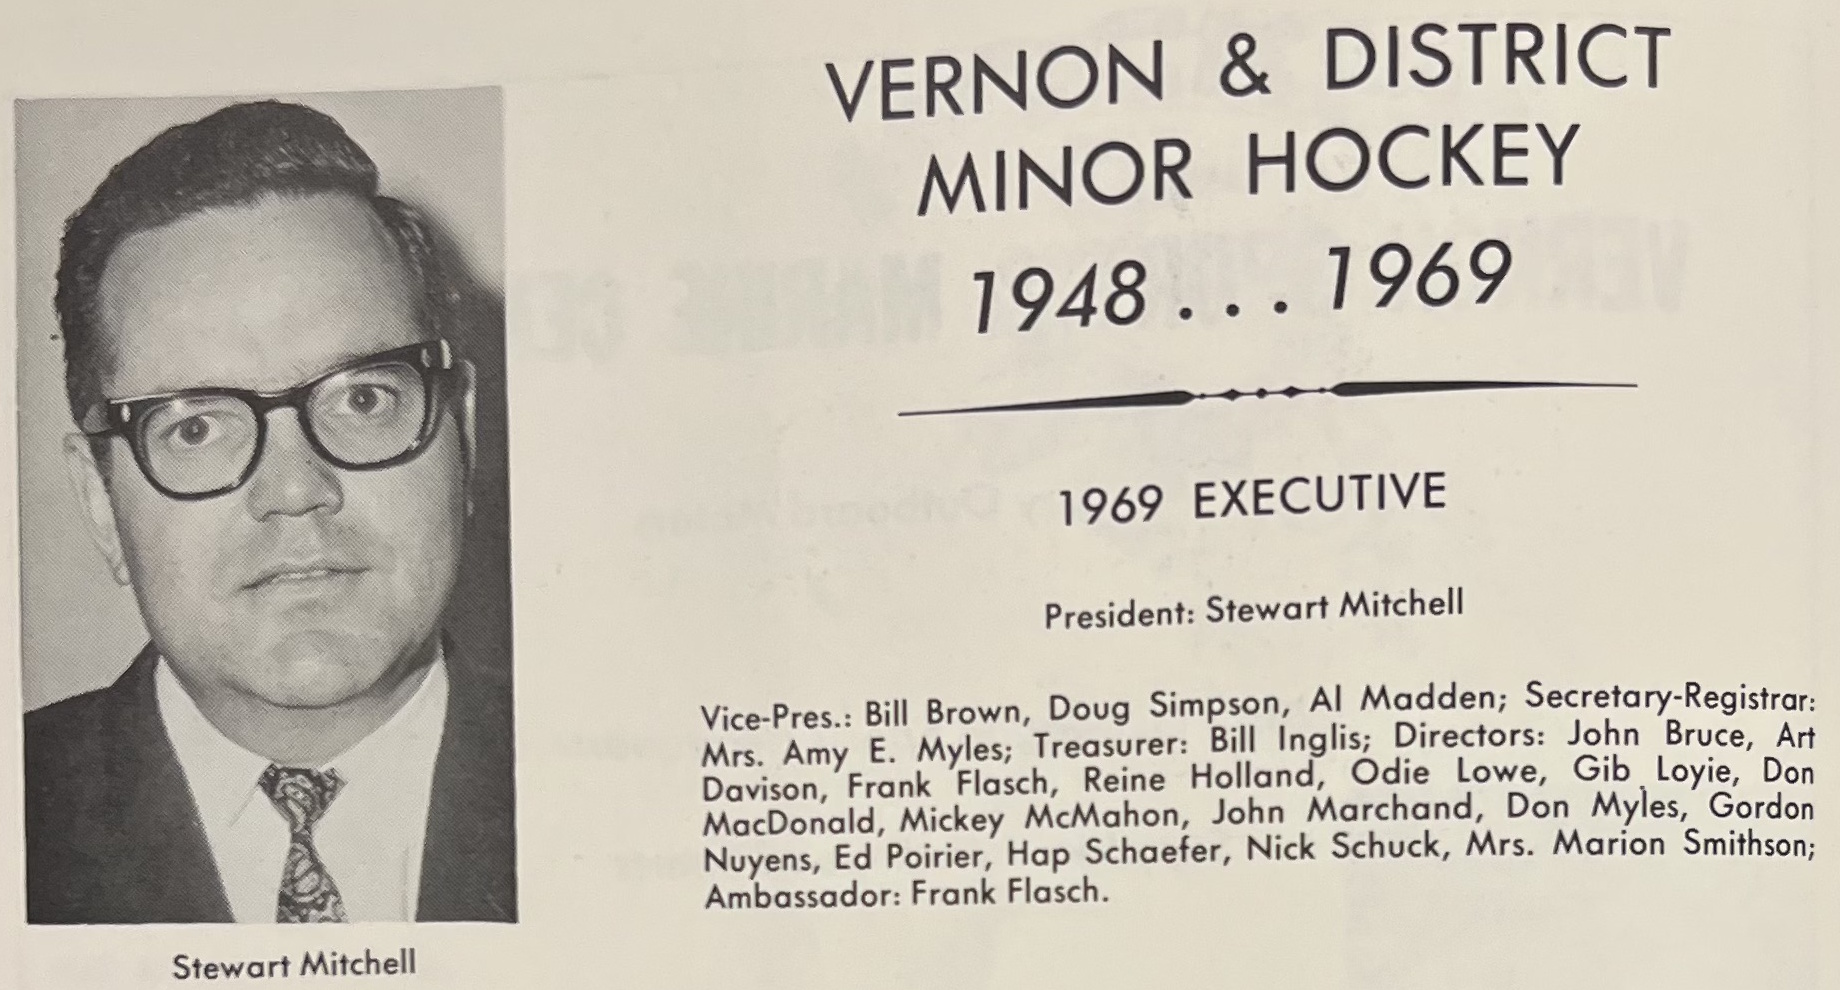 VERNON & DISTRICT
MINOR HOCKEY
1948 . . . 1969
1969 EXECUTIVE
President: Stewart Mitchell
Vice-Pres.: Bill Brown, Doug Simpson, Al Madden; Secretary-Registrar:
Mrs. Amy E. Myles; Treasurer: Bill Inglis; Directors: John Bruce, Art
Davison, Frank Flasch, Reine Holland, Odie Lowe, Gib Loyie, Don
MacDonald, Mickey McMahon, John Marchand, Don Myles, Gordon
Nuyens, Ed Poirier, Hap Schaefer, Nick Schuck, Mrs. Marion Smithson;
Ambassador: Frank Flasch.
Stewart Mitchell